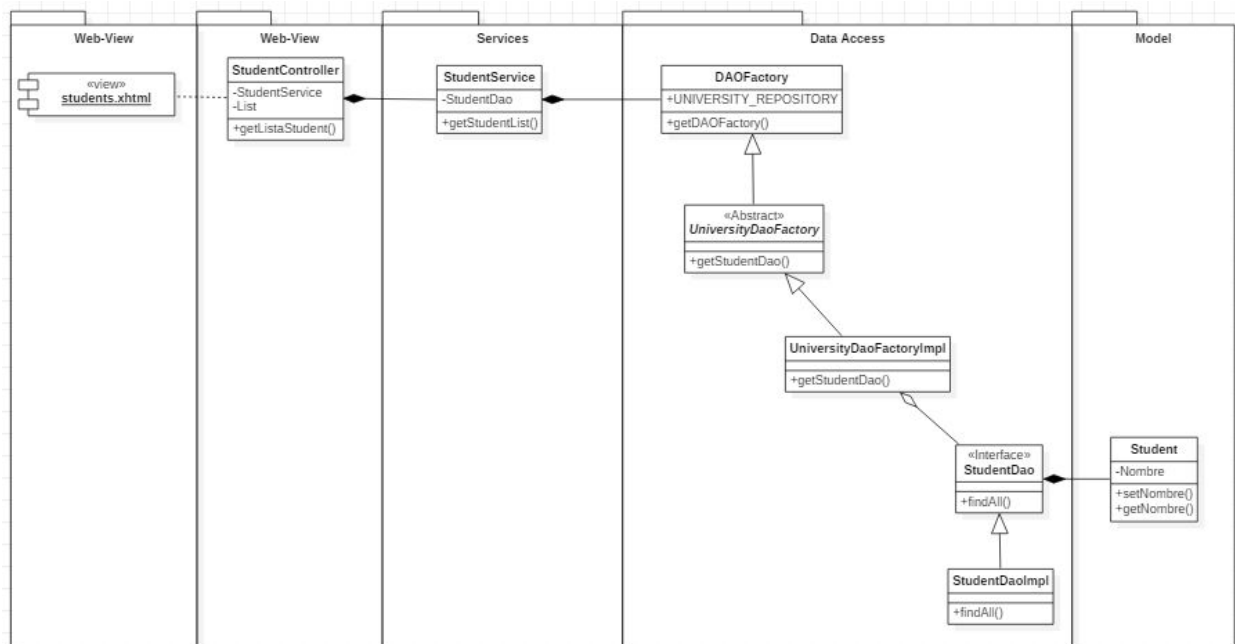 Web-View
Web-View
Services
Data Access
Model
«view»
students.xhtml
StudentController
-StudentService
-List
+getListaStudent()
StudentService
-StudentDao
+getStudentList()
DAOFactory
+UNIVERSITY_REPOSITORY
+getDAOFactory()
«Abstract»
UniversityDaoFactory
+getStudentDao()
UniversityDaoFactoryImpl
+getStudentDao()
«Interface»
StudentDao
+findAll()
Student
-Nombre
+setNombre()
+getNombre()
StudentDaoImpl
+findAll()